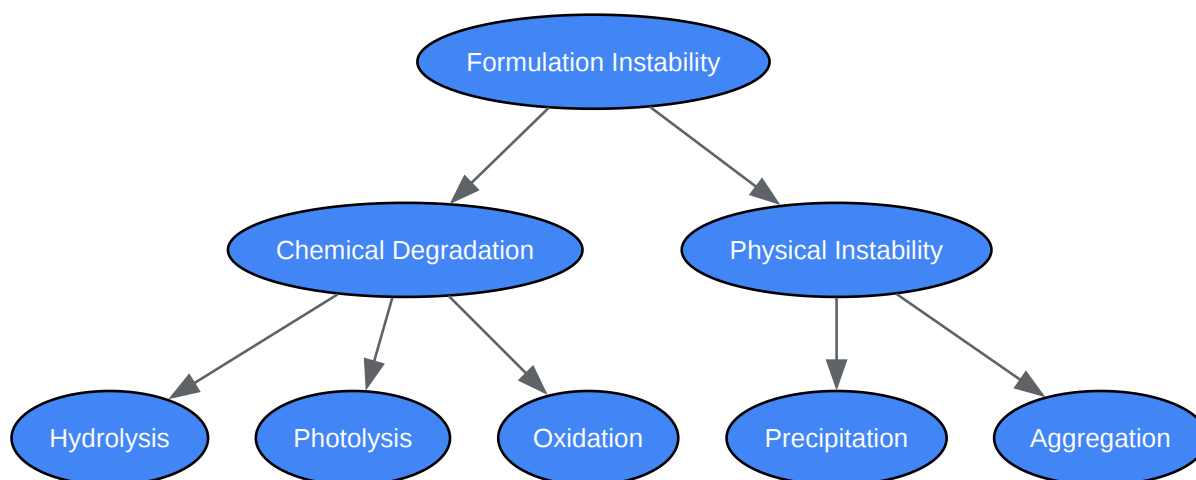 Formulation Instability
Chemical Degradation
Physical Instability
Hydrolysis
Photolysis
Oxidation
Precipitation
Aggregation